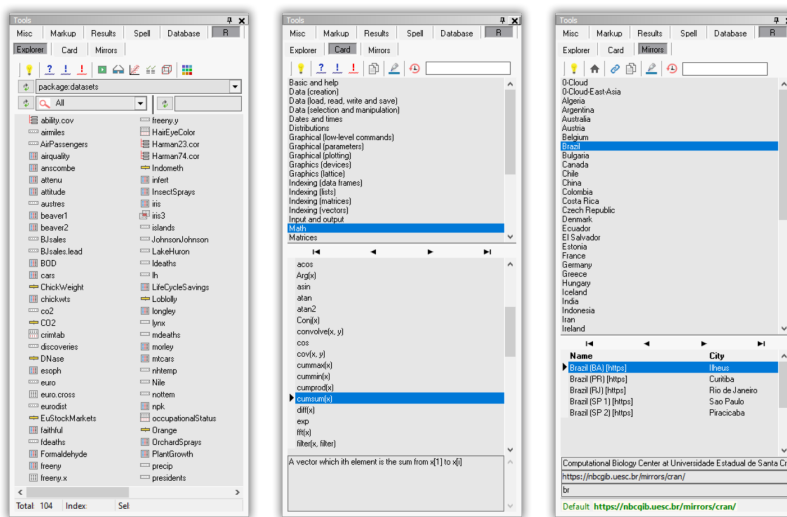 Tools
Misc Markup Results Spell Database R
Explorer Card Mirrors
package:datasets
All
ability.cov
airmiles
AirPassengers
airquality
anscombe
attenu
attitude
austres
beaver1
beaver2
BJsales
BJsales.lead
BOD
cars
ChickWeight
chickwts
co2
CO2
crimtab
discoveries
DNase
esoph
euro
euro.cross
eurodist
EuStockMarkets
faithful
fdeaths
Formaldehyde
freeny
freeny.x
freeny.y
HairEyeColor
Harman23.cor
Harman74.cor
Indometh
infert
InsectSprays
iris
iris3
islands
JohnsonJohnson
LakeHuron
ldeaths
lh
LifeCycleSavings
Loblolly
longley
lynx
mdeaths
morley
mtcars
nhtemp
Nile
nottem
npk
occupationalStatus
Orange
OrchardSprays
PlantGrowth
precip
presidents
Total 104 Index: Sel
Tools
Misc Markup Results Spell Database R
Explorer Card Mirrors
Basic and help
Data (creation)
Data (load, read, write and save)
Data (selection and manipulation)
Dates and times
Distributions
Graphical (low-level commands)
Graphical (parameters)
Graphical (plotting)
Graphics (devices)
Graphics (lattice)
Indexing (data frames)
Indexing (lists)
Indexing (matrices)
Indexing (vectors)
Input and output
Math
Matrices
acos
Arg(x)
asin
atan
atan2
Conj(x)
convolve(x, y)
cos
cov(x, y)
cummax(x)
cummin(x)
cumprod(x)
cumsum(x)
diff(x)
exp
fft(x)
filter(x, filter)
A vector which ith element is the sum from x[1] to x[i]
Tools
Misc Markup Results Spell Database R
Explorer Card Mirrors
0-Cloud
0-Cloud-East-Asia
Algeria
Argentina
Australia
Austria
Belgium
Brazil
Bulgaria
Canada
Chile
China
Colombia
Costa Rica
Czech Republic
Denmark
Ecuador
El Salvador
Estonia
France
Germany
Greece
Hungary
Iceland
India
Indonesia
Iran
Ireland
Name City
Brazil (BA) [https] Ilheus
Brazil (PR) [https] Curitiba
Brazil (RJ) [https] Rio de Janeiro
Brazil (SP 1) [https] Sao Paulo
Brazil (SP 2) [https] Piracicaba
Computational Biology Center at Universidade Estadual de Santa Cr
https://nbcgib.uesc.br/mirrors/cran/
br
Default https://nbcgib.uesc.br/mirrors/cran/